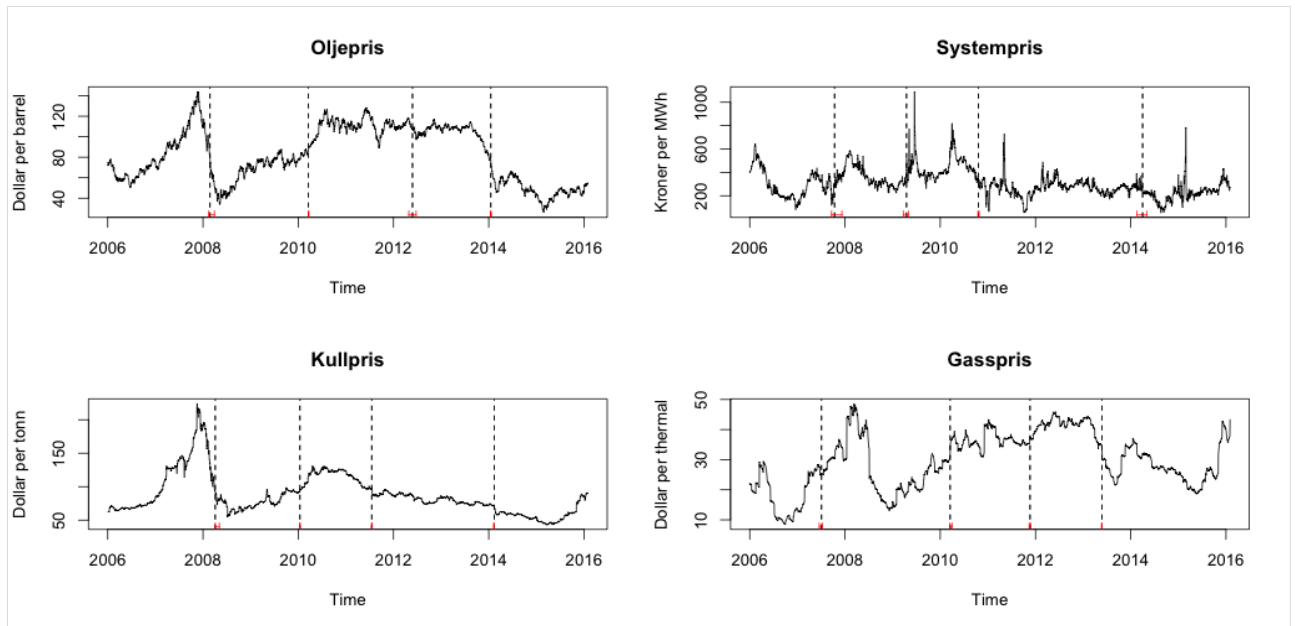 Oljepris
Dollar per barrel
120
80
40
2006 2008 2010 2012 2014 2016
Time
Systempris
Kroner per MWh
1000
600
200
2006 2008 2010 2012 2014 2016
Time
Kullpris
Dollar per tonn
150
50
2006 2008 2010 2012 2014 2016
Time
Gasspris
Dollar per thermal
50
30
10
2006 2008 2010 2012 2014 2016
Time